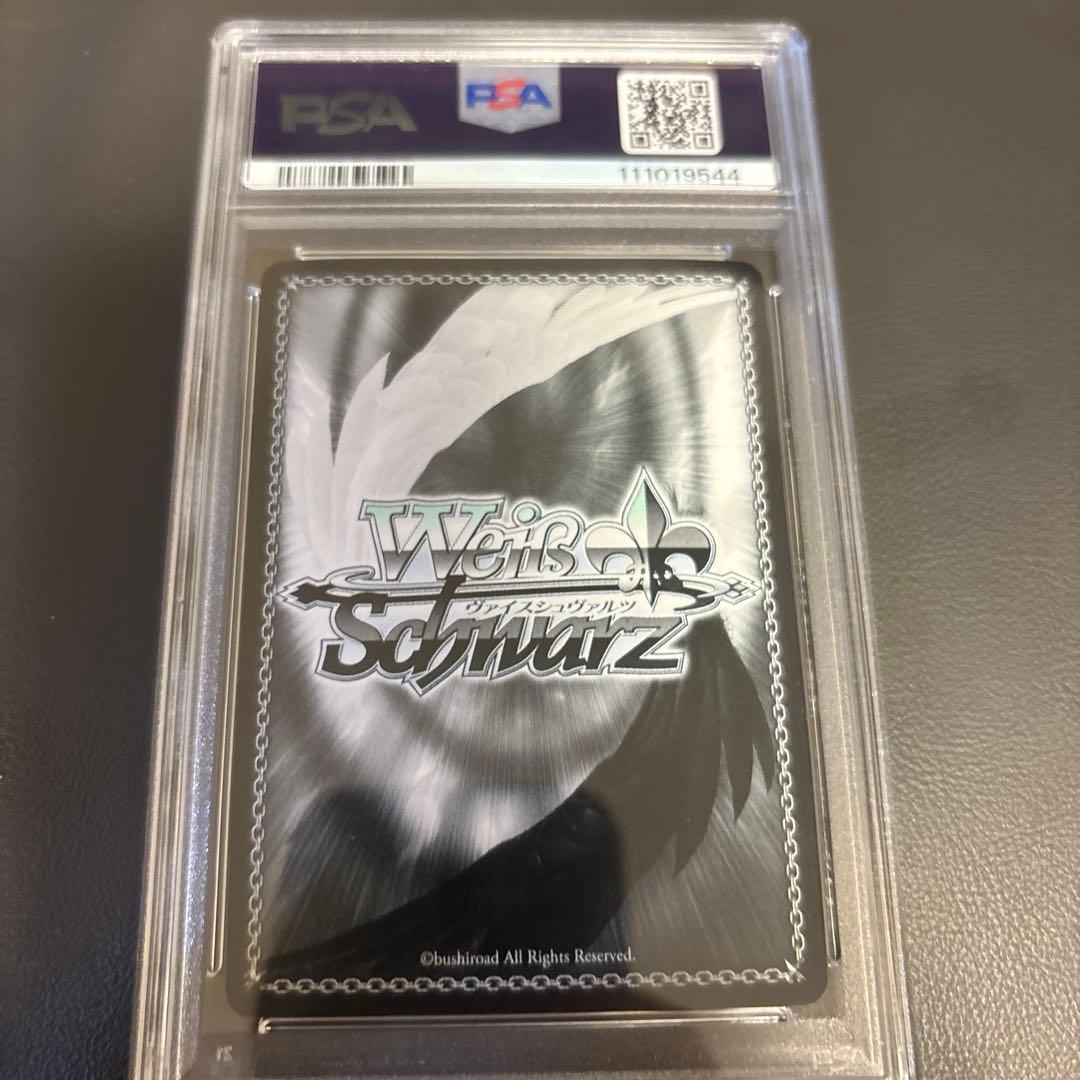 PSA
PSA
111019544
Weiß
ヴァイスシュヴァルツ
Schwarz
©bushiroad All Rights Reserved.